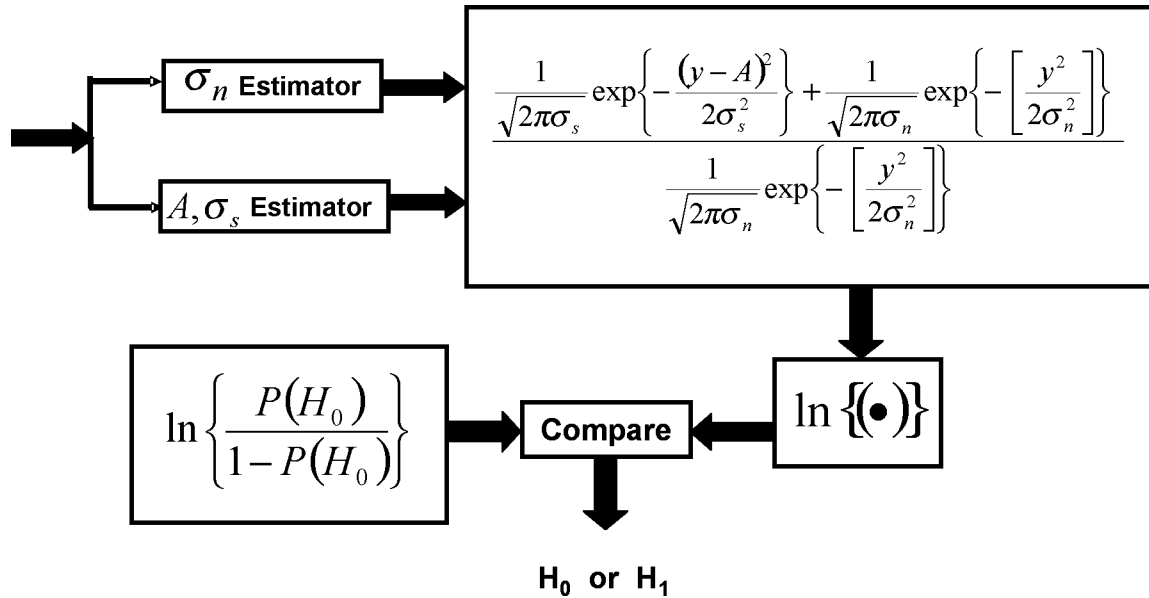 σn Estimator
A, σs Estimator
1/√(2πσs) exp{-(y - A)²/2σs²} + 1/√(2πσn) exp{-[y²/2σn²]}
1/√(2πσn) exp{-[y²/2σn²]}
ln{P(H0)/1 - P(H0)}
Compare
ln{(•)}
H0 or H1